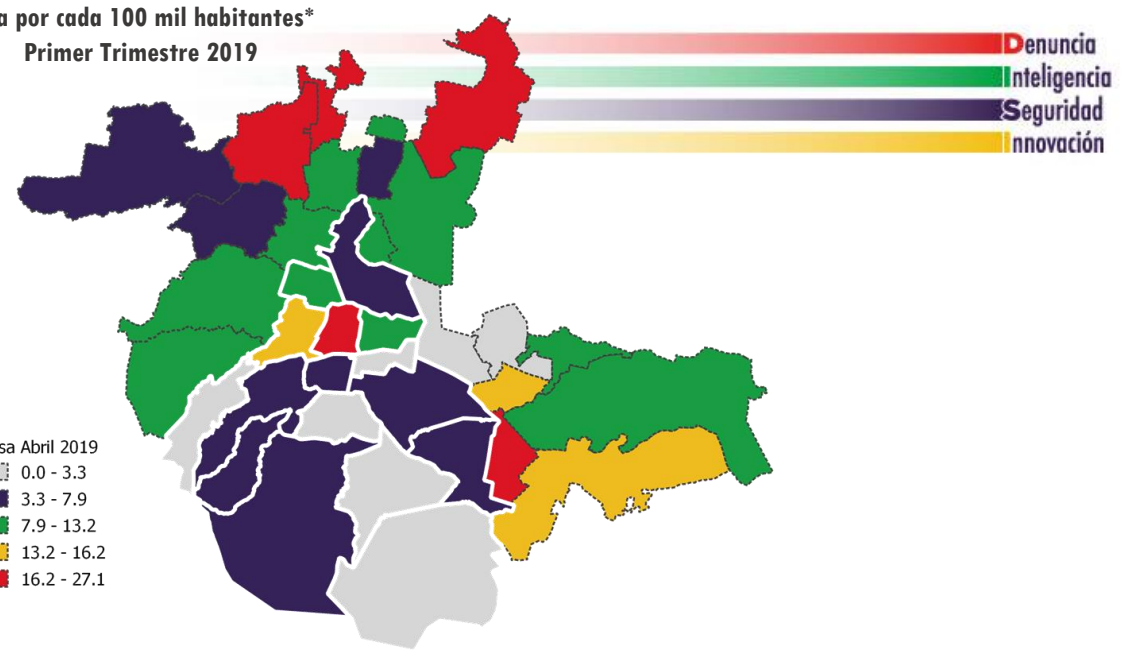 a por cada 100 mil habitantes*
Primer Trimestre 2019
Denuncia
Inteligencia
Seguridad
Innovación
sa Abril 2019
0.0 - 3.3
3.3 - 7.9
7.9 - 13.2
13.2 - 16.2
16.2 - 27.1